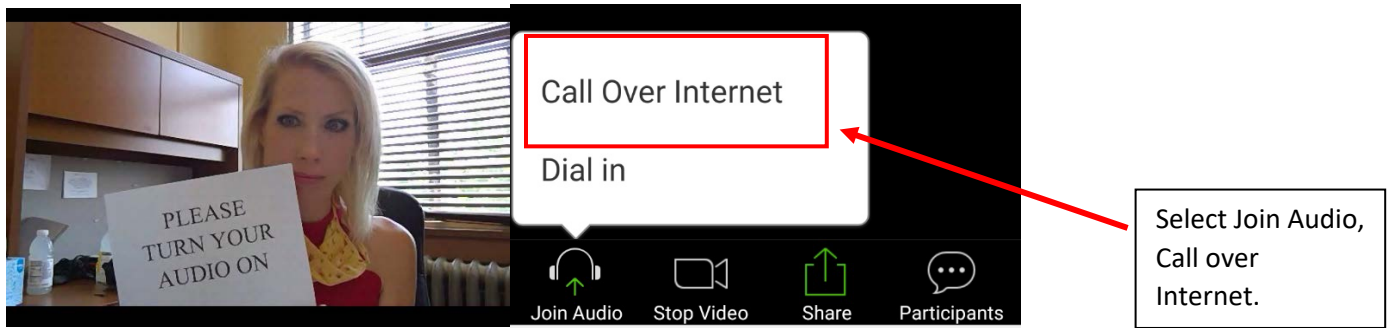 PLEASE
TURN YOUR
AUDIO ON
Call Over Internet
Dial in
Join Audio
Stop Video
Share
Participants
Select Join Audio,
Call over
Internet.